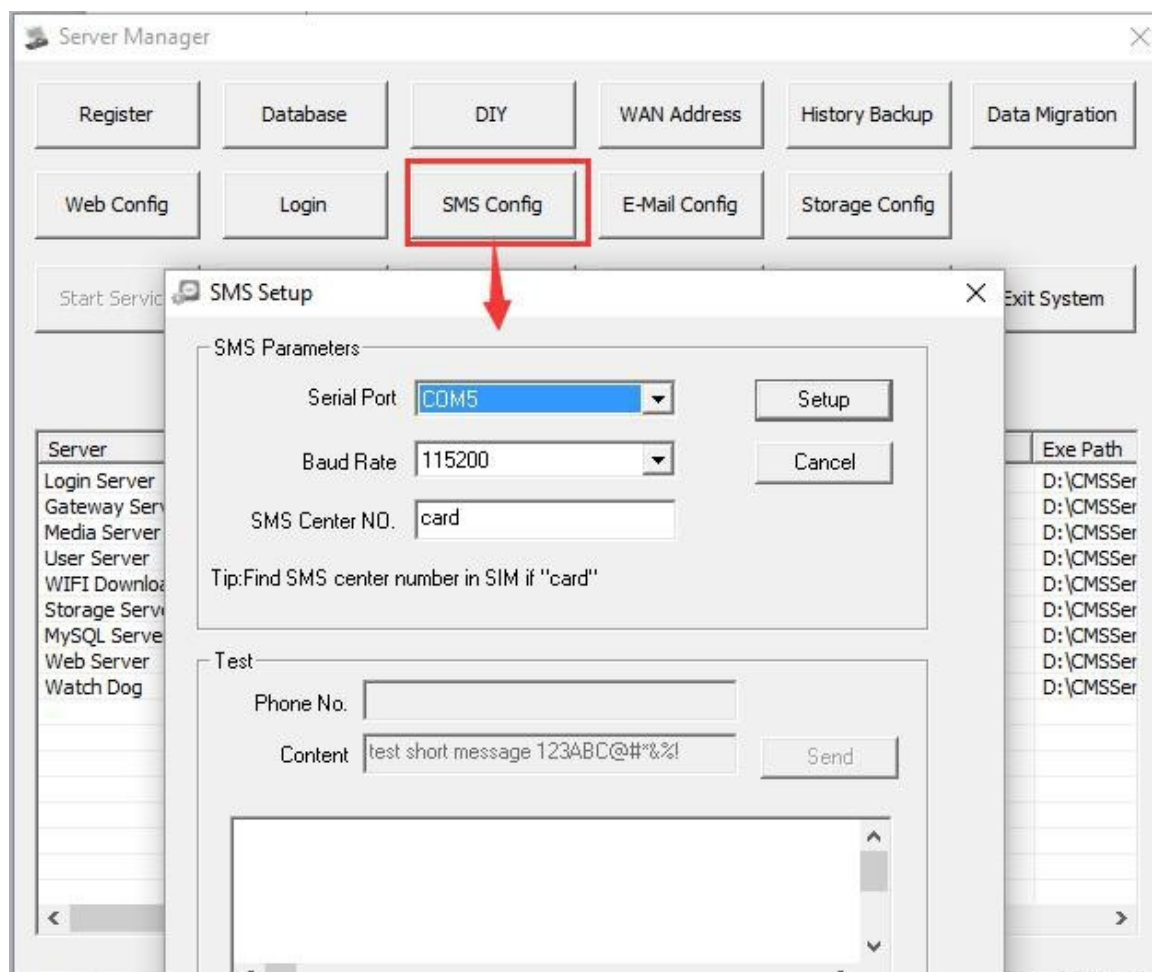 Server Manager
Register Database DIY WAN Address History Backup Data Migration
Web Config Login SMS Config E-Mail Config Storage Config
Start Servic
Exit System
SMS Setup
SMS Parameters
Serial Port COM5 Setup
Baud Rate 115200 Cancel
SMS Center NO. card
Tip:Find SMS center number in SIM if "card"
Test
Phone No.
Content test short message 123ABC@#*&%! Send
Server Exe Path
Login Server D:\CMSSer
Gateway Serv D:\CMSSer
Media Server D:\CMSSer
User Server D:\CMSSer
WIFI Downloa D:\CMSSer
Storage Serve D:\CMSSer
MySQL Serve D:\CMSSer
Web Server D:\CMSSer
Watch Dog D:\CMSSer